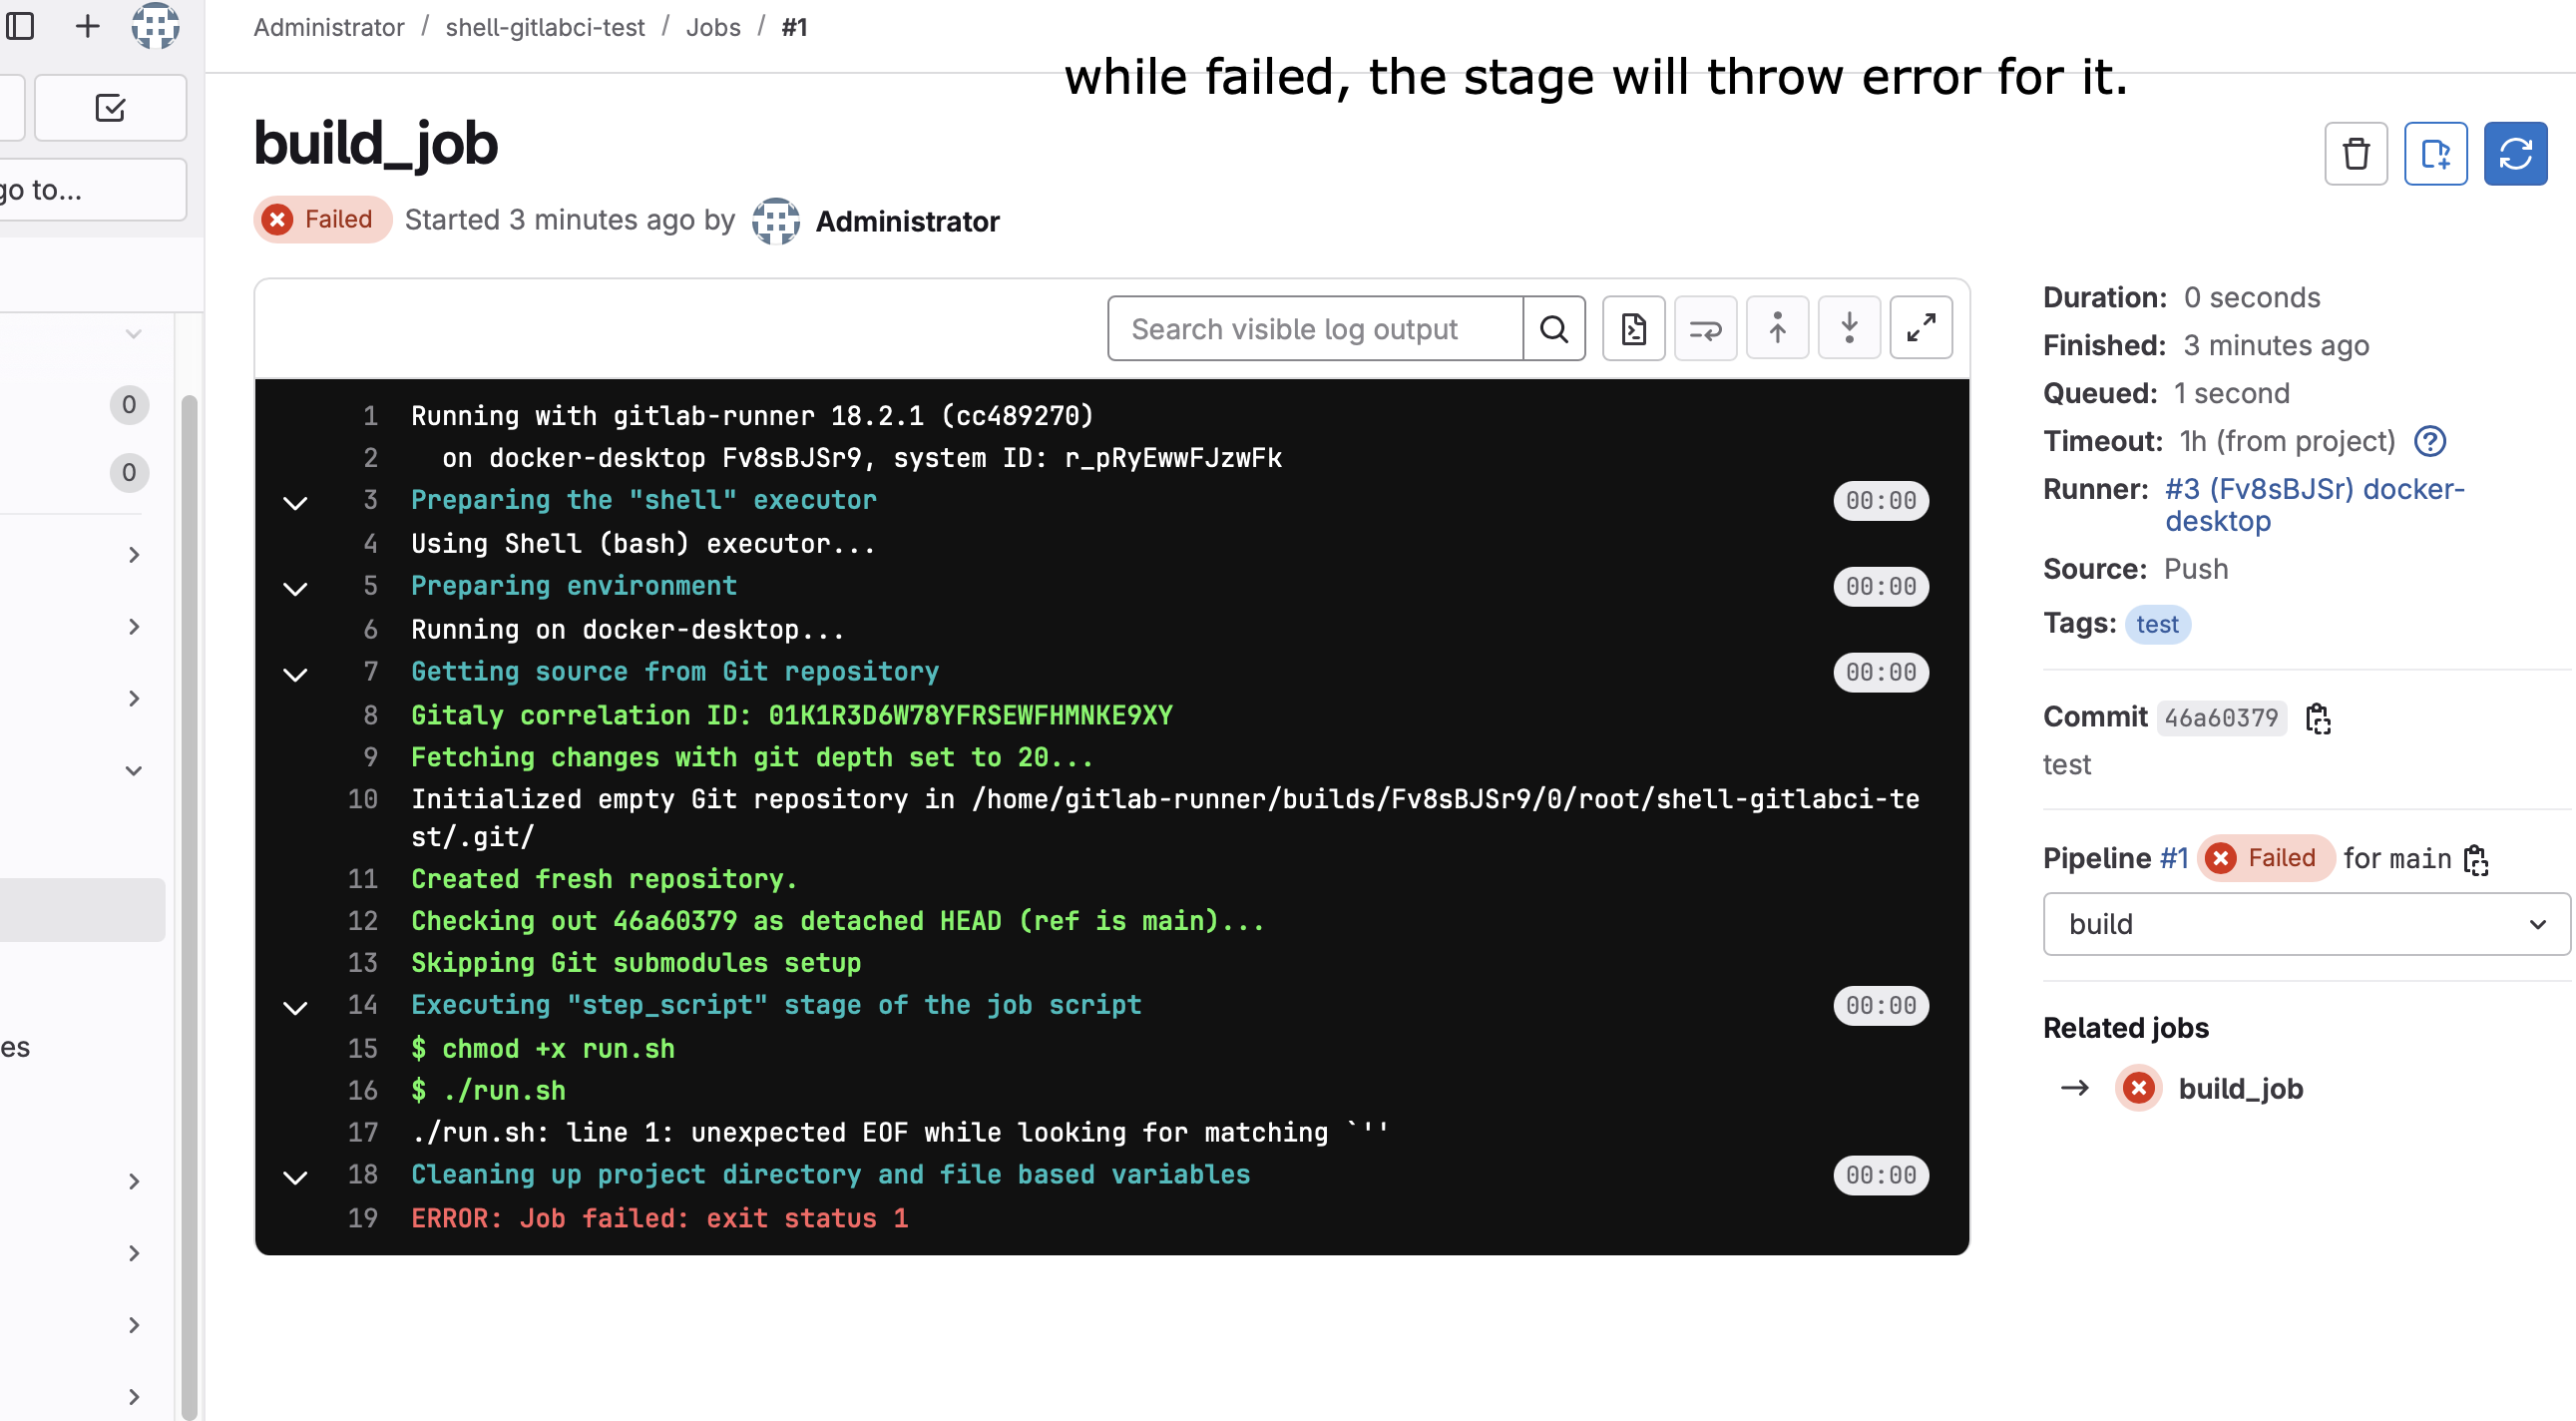 Administrator / shell-gitlabci-test / Jobs / #1
while failed, the stage will throw error for it.
go to...
build_job
Failed Started 3 minutes ago by Administrator
Search visible log output
1 Running with gitlab-runner 18.2.1 (cc489270)
2 on docker-desktop Fv8sBJSr9, system ID: r_pRyEwwFJzwFk
3 Preparing the "shell" executor 00:00
4 Using Shell (bash) executor...
5 Preparing environment 00:00
6 Running on docker-desktop...
7 Getting source from Git repository 00:00
8 Gitaly correlation ID: 01K1R3D6W78YFRSEWFHMNKE9XY
9 Fetching changes with git depth set to 20...
10 Initialized empty Git repository in /home/gitlab-runner/builds/Fv8sBJSr9/0/root/shell-gitlabci-te
st/.git/
11 Created fresh repository.
12 Checking out 46a60379 as detached HEAD (ref is main)...
13 Skipping Git submodules setup
14 Executing "step_script" stage of the job script 00:00
15 $ chmod +x run.sh
16 $ ./run.sh
17 ./run.sh: line 1: unexpected EOF while looking for matching `''
18 Cleaning up project directory and file based variables 00:00
19 ERROR: Job failed: exit status 1
0
0
es
Duration: 0 seconds
Finished: 3 minutes ago
Queued: 1 second
Timeout: 1h (from project)
Runner: #3 (Fv8sBJSr) docker-
desktop
Source: Push
Tags: test
Commit 46a60379
test
Pipeline #1 Failed for main
build
Related jobs
→ build_job